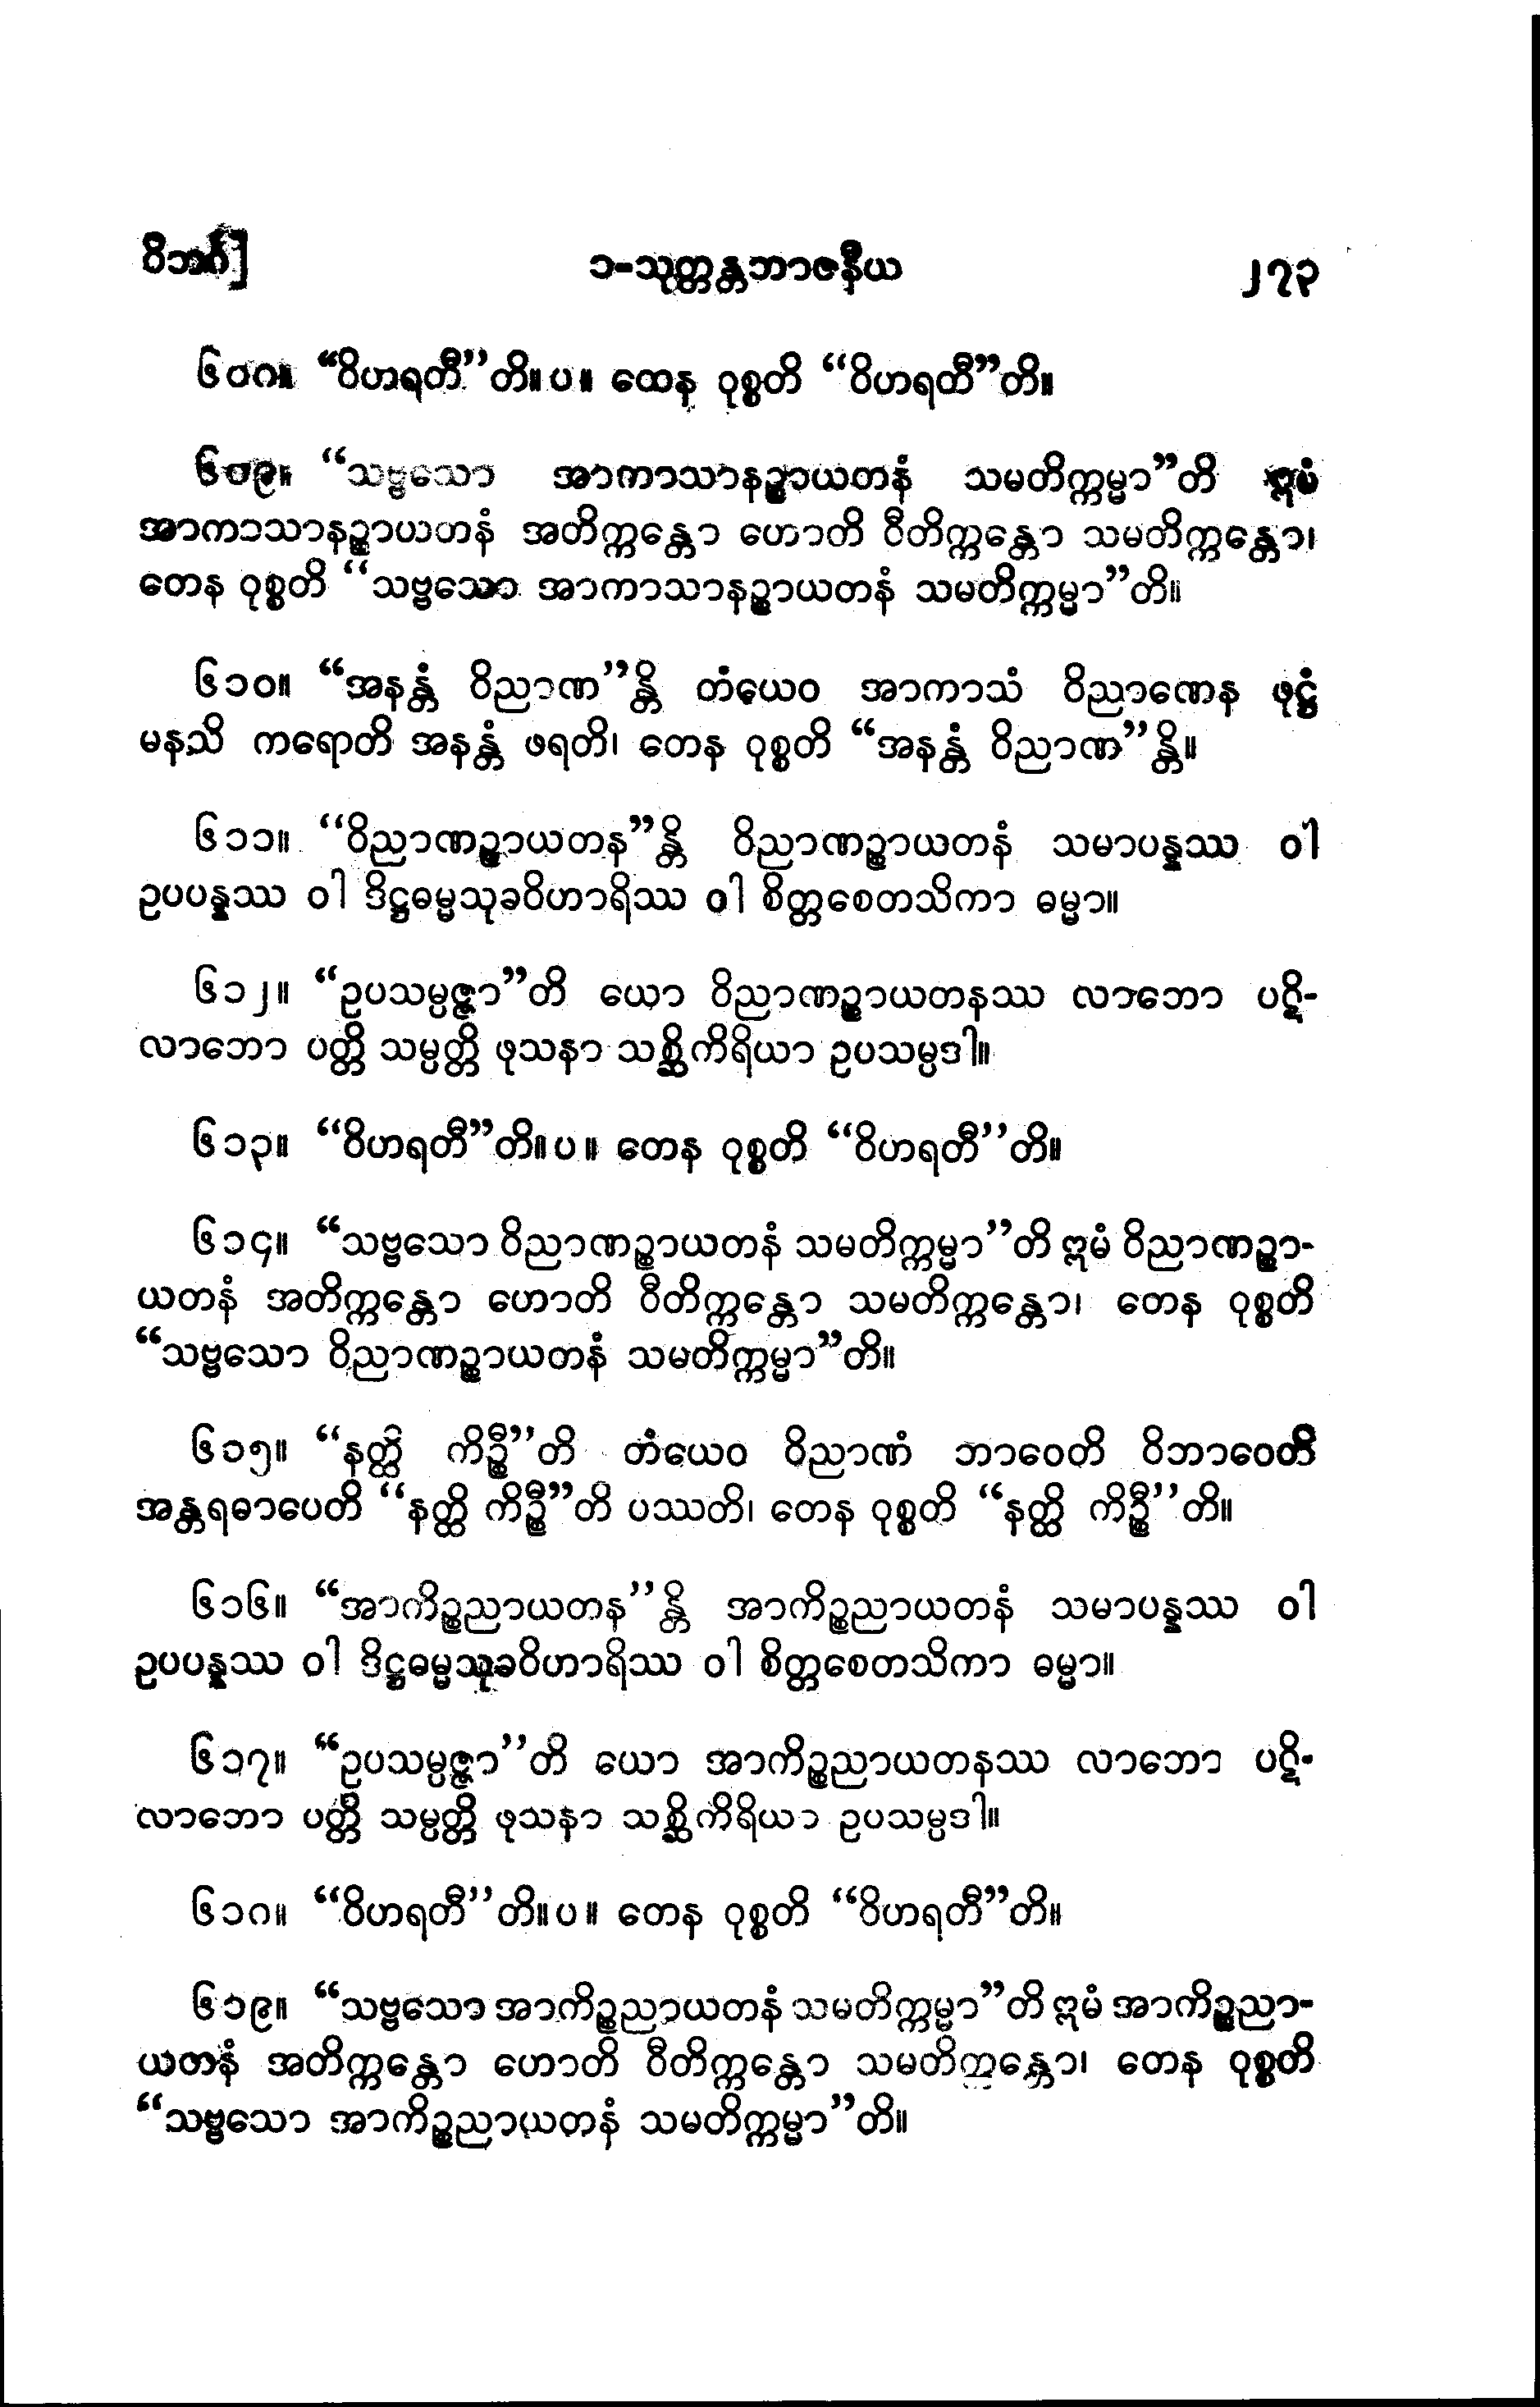 ဝိဘင်္ဂ] ၁-သုတ္တန္တဘာဇနီယ ၂၇၃
၆၀၈။ “ဝိဟရတီ”တိ။ပ။ တေန ဝုစ္စတိ “ဝိဟရတီ”တိ။
၆၀၉။ “သဗ္ဗသော အာကာသာနဉ္စာယတနံ သမတိက္ကမ္မာ”တိ ဣမံ
အာကာသာနဉ္စာယတနံ အတိက္ကန္တော ဟောတိ ဝီတိက္ကန္တော သမတိက္ကန္တော၊
တေန ဝုစ္စတိ “သဗ္ဗသော အာကာသာနဉ္စာယတနံ သမတိက္ကမ္မာ”တိ။
၆၁၀။ “အနန္တံ ဝိညာဏ”န္တိ တံယေဝ အာကာသံ ဝိညာဏေန ဖုဋ္ဌံ
မနသိ ကရောတိ အနန္တံ ဖရတိ၊ တေန ဝုစ္စတိ “အနန္တံ ဝိညာဏ”န္တိ။
၆၁၁။ “ဝိညာဏဉ္စာယတန”န္တိ ဝိညာဏဉ္စာယတနံ သမာပန္နဿ ဝါ
ဥပပန္နဿ ဝါ ဒိဋ္ဌဓမ္မသုခဝိဟာရိဿ ဝါ စိတ္တစေတသိကာ ဓမ္မာ။
၆၁၂။ “ဥပသမ္ပဇ္ဇာ”တိ ယော ဝိညာဏဉ္စာယတနဿ လာဘော ပဋိ-
လာဘော ပတ္တိ သမ္ပတ္တိ ဖုသနာ သစ္ဆိကိရိယာ ဥပသမ္ပဒါ။
၆၁၃။ “ဝိဟရတီ”တိ။ပ။ တေန ဝုစ္စတိ “ဝိဟရတီ”တိ။
၆၁၄။ “သဗ္ဗသော ဝိညာဏဉ္စာယတနံ သမတိက္ကမ္မာ”တိ ဣမံ ဝိညာဏဉ္စာ-
ယတနံ အတိက္ကန္တော ဟောတိ ဝီတိက္ကန္တော သမတိက္ကန္တော၊ တေန ဝုစ္စတိ
“သဗ္ဗသော ဝိညာဏဉ္စာယတနံ သမတိက္ကမ္မာ”တိ။
၆၁၅။ “နတ္ထိ ကိဉ္စီ”တိ တံယေဝ ဝိညာဏံ ဘာဝေတိ ဝိဘာဝေတိ
အန္တရဓာပေတိ “နတ္ထိ ကိဉ္စီ”တိ ပဿတိ၊ တေန ဝုစ္စတိ “နတ္ထိ ကိဉ္စီ”တိ။
၆၁၆။ “အာကိဉ္စညာယတန”န္တိ အာကိဉ္စညာယတနံ သမာပန္နဿ ဝါ
ဥပပန္နဿ ဝါ ဒိဋ္ဌဓမ္မသုခဝိဟာရိဿ ဝါ စိတ္တစေတသိကာ ဓမ္မာ။
၆၁၇။ “ဥပသမ္ပဇ္ဇာ”တိ ယော အာကိဉ္စညာယတနဿ လာဘော ပဋိ-
လာဘော ပတ္တိ သမ္ပတ္တိ ဖုသနာ သစ္ဆိကိရိယာ ဥပသမ္ပဒါ။
၆၁၈။ “ဝိဟရတီ”တိ။ပ။ တေန ဝုစ္စတိ “ဝိဟရတီ”တိ။
၆၁၉။ “သဗ္ဗသော အာကိဉ္စညာယတနံ သမတိက္ကမ္မာ”တိ ဣမံ အာကိဉ္စညာ-
ယတနံ အတိက္ကန္တော ဟောတိ ဝီတိက္ကန္တော သမတိက္ကန္တော၊ တေန ဝုစ္စတိ
“သဗ္ဗသော အာကိဉ္စညာယတနံ သမတိက္ကမ္မာ”တိ။